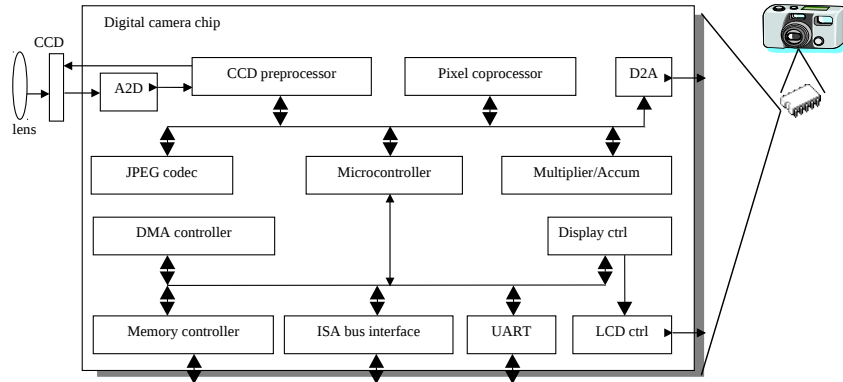 Digital camera chip
CCD
lens
A2D
CCD preprocessor
Pixel coprocessor
D2A
JPEG codec
Microcontroller
Multiplier/Accum
DMA controller
Display ctrl
Memory controller
ISA bus interface
UART
LCD ctrl